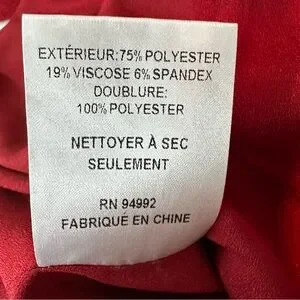 EXTÉRIEUR:75% POLYESTER
19% VISCOSE 6% SPANDEX
DOUBLURE:
100% POLYESTER
NETTOYER À SEC
SEULEMENT
RN 94992
FABRIQUÉ EN CHINE